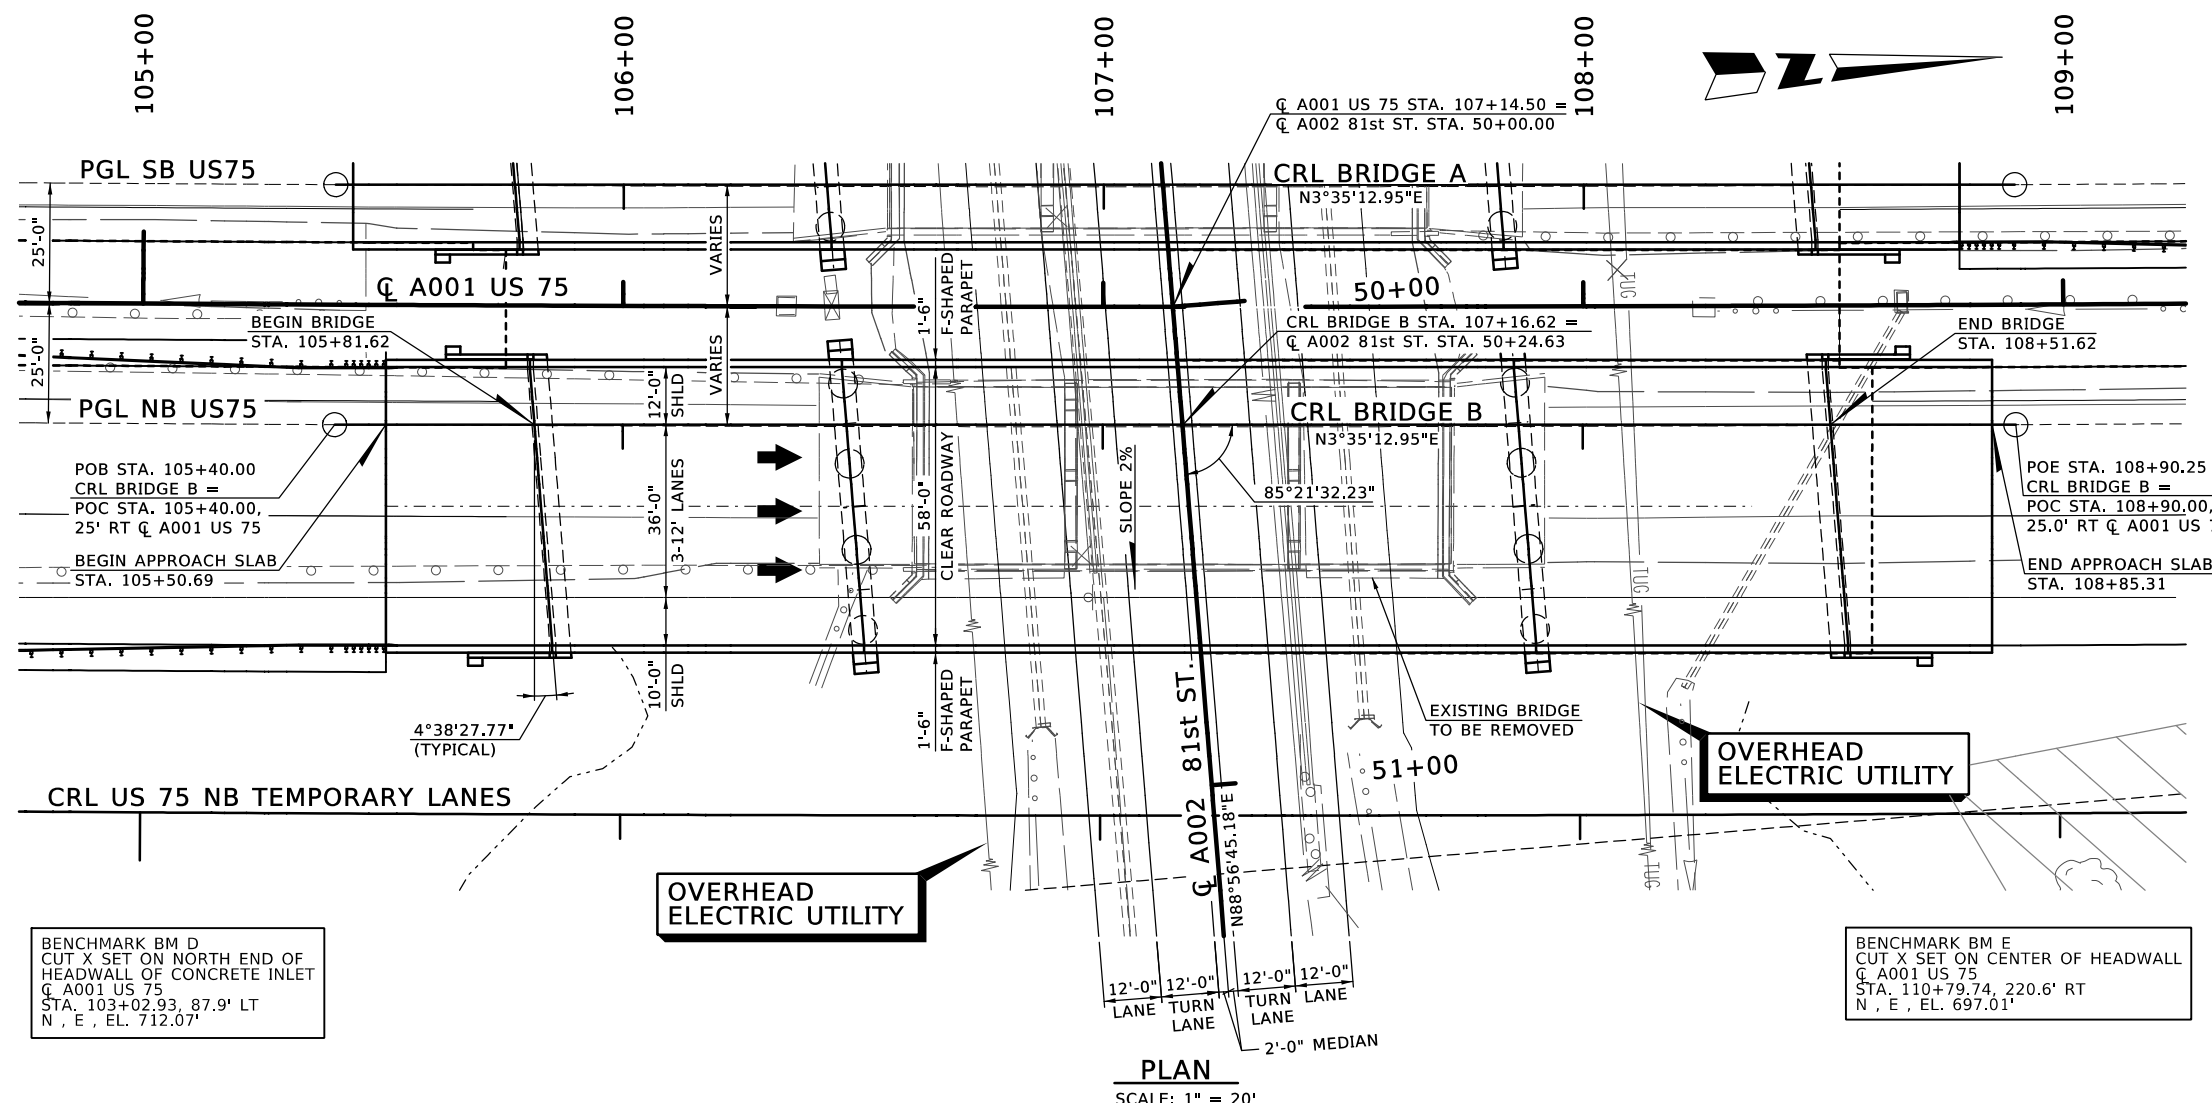 105+00
106+00
107+00
108+00
109+00
N
℄ A001 US 75 STA. 107+14.50 =
℄ A002 81st ST. STA. 50+00.00
PGL SB US75
CRL BRIDGE A
N3°35'12.95"E
25'-0"
VARIES
℄ A001 US 75
1'-6"
F-SHAPED
PARAPET
50+00
TUG
BEGIN BRIDGE
STA. 105+81.62
CRL BRIDGE B STA. 107+16.62 =
℄ A002 81st ST. STA. 50+24.63
END BRIDGE
STA. 108+51.62
25'-0"
VARIES
12'-0"
SHLD
PGL NB US75
CRL BRIDGE B
N3°35'12.95"E
POB STA. 105+40.00
CRL BRIDGE B =
POC STA. 105+40.00,
25' RT ℄ A001 US 75
BEGIN APPROACH SLAB
STA. 105+50.69
36'-0"
3-12' LANES
58'-0"
CLEAR ROADWAY
SLOPE 2%
85°21'32.23"
POE STA. 108+90.25
CRL BRIDGE B =
POC STA. 108+90.00,
25.0' RT ℄ A001 US
END APPROACH SLAB
STA. 108+85.31
TUG
10'-0"
SHLD
1'-6"
F-SHAPED
PARAPET
4°38'27.77"
(TYPICAL)
EXISTING BRIDGE
TO BE REMOVED
51+00
OVERHEAD
ELECTRIC UTILITY
CRL US 75 NB TEMPORARY LANES
℄ A002 81st ST.
N88°56'45.18"E
TUG
OVERHEAD
ELECTRIC UTILITY
BENCHMARK BM D
CUT X SET ON NORTH END OF
HEADWALL OF CONCRETE INLET
℄ A001 US 75
STA. 103+02.93, 87.9' LT
N , E , EL. 712.07'
BENCHMARK BM E
CUT X SET ON CENTER OF HEADWALL
℄ A001 US 75
STA. 110+79.74, 220.6' RT
N , E , EL. 697.01'
12'-0"
LANE
12'-0"
TURN
LANE
12'-0"
TURN
LANE
12'-0"
LANE
2'-0" MEDIAN
PLAN
SCALE: 1" = 20'